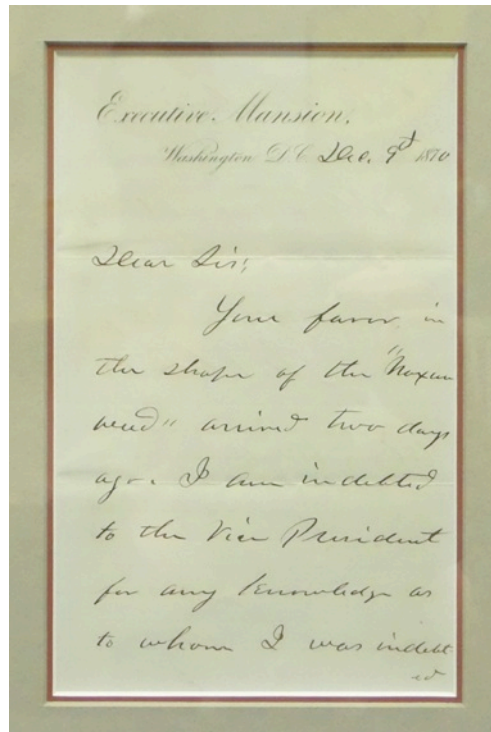 Executive Mansion,
Washington D.C. Dec. 9th 1870
Dear Sir;
Your favor, in
the shape of the "Noxious
weed" arrived two days
ago. I am indebted
to the Vice President
for any knowledge as
to whom I was indebt
ed